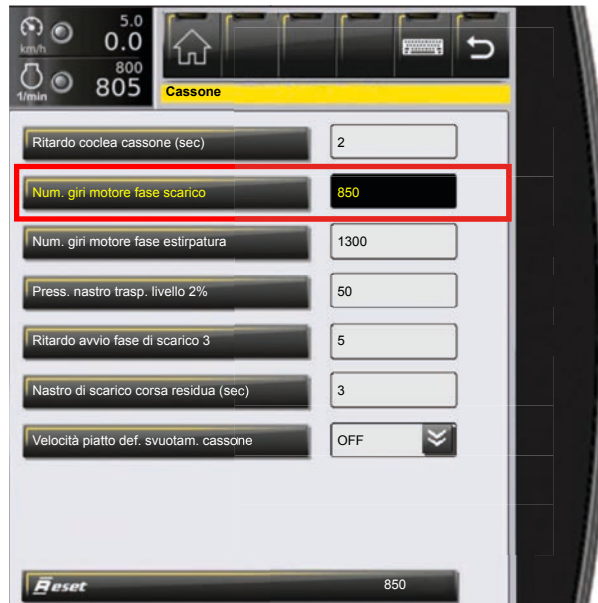 5.0
km/h 0.0
800
1/min 805
Cassone
Ritardo coclea cassone (sec) 2
Num. giri motore fase scarico 850
Num. giri motore fase estirpatura 1300
Press. nastro trasp. livello 2% 50
Ritardo avvio fase di scarico 3 5
Nastro di scarico corsa residua (sec) 3
Velocità piatto def. svuotam. cassone OFF
Reset 850